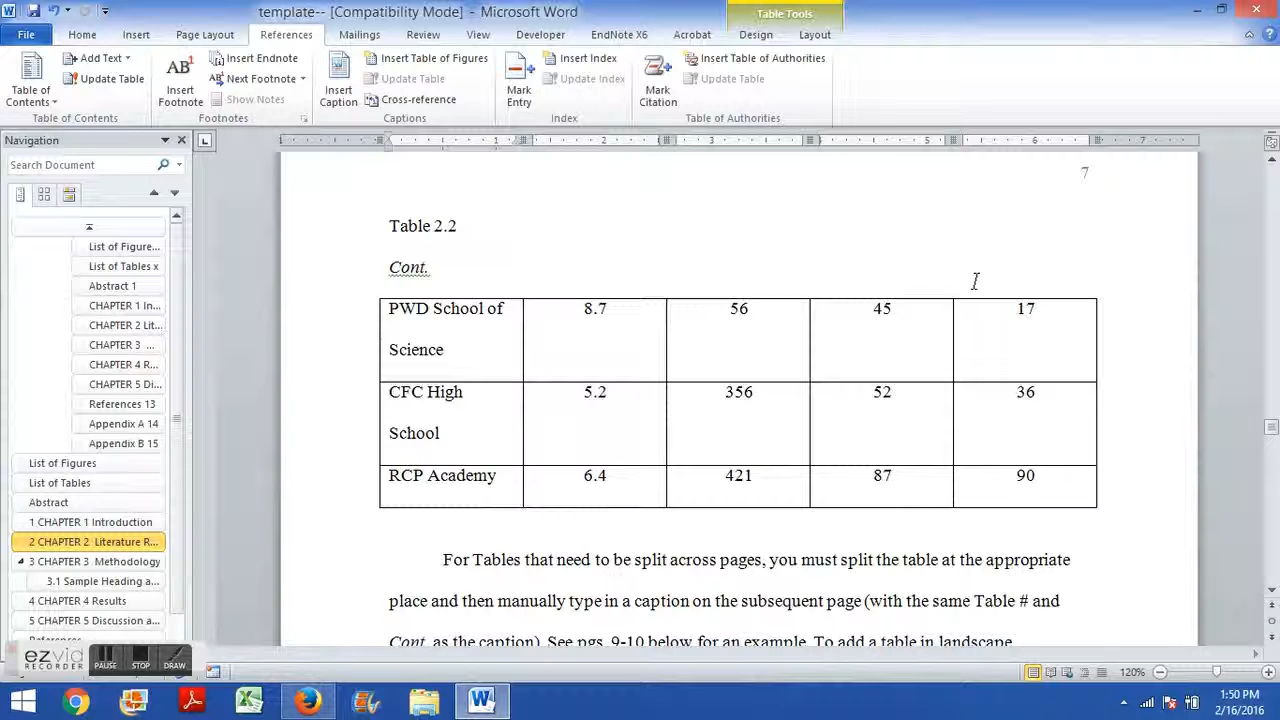 template-- [Compatibility Mode] - Microsoft Word
Table Tools
File Home Insert Page Layout References Mailings Review View Developer EndNote X6 Acrobat Design Layout
Table of Contents
Add Text
Update Table
Table of Contents
AB1
Insert Footnote
Insert Endnote
Next Footnote
Show Notes
Footnotes
Insert Caption
Insert Table of Figures
Update Table
Cross-reference
Captions
Mark Entry
Insert Index
Update Index
Index
Mark Citation
Insert Table of Authorities
Update Table
Table of Authorities
Navigation
Search Document
L
1 2 3 5 6 7
List of Figure...
List of Tables x
Abstract 1
CHAPTER 1 In...
CHAPTER 2 Lit...
CHAPTER 3 ...
CHAPTER 4 R...
CHAPTER 5 Di...
References 13
Appendix A 14
Appendix B 15
List of Figures
List of Tables
Abstract
1 CHAPTER 1 Introduction
2 CHAPTER 2 Literature R...
3 CHAPTER 3 Methodology
3.1 Sample Heading a...
4 CHAPTER 4 Results
5 CHAPTER 5 Discussion a...
References
7
Table 2.2
Cont.
PWD School of Science 8.7 56 45 17
CFC High School 5.2 356 52 36
RCP Academy 6.4 421 87 90
For Tables that need to be split across pages, you must split the table at the appropriate
place and then manually type in a caption on the subsequent page (with the same Table # and
Cont. as the caption). See pgs. 9-10 below for an example. To add a table in landscape
ezvid
RECORDER
PAUSE STOP DRAW
120%
1:50 PM
2/16/2016